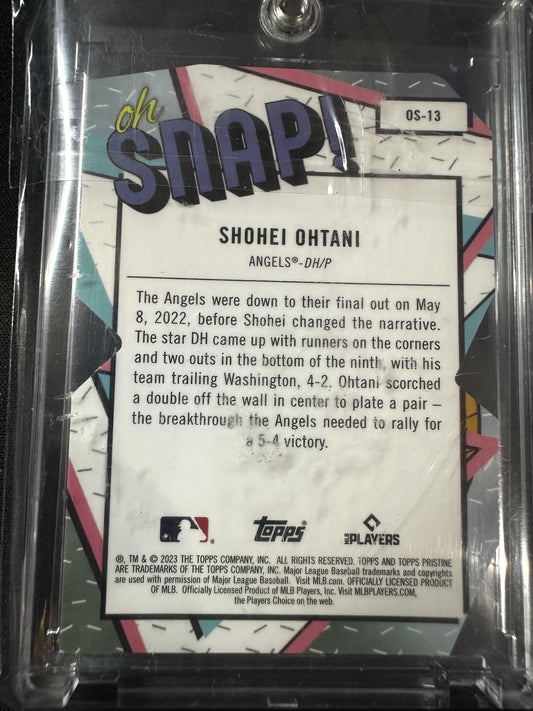 oh
SNAP!
OS-13
SHOHEI OHTANI
ANGELS®-DH/P
The Angels were down to their final out on May
8, 2022, before Shohei changed the narrative.
The star DH came up with runners on the corners
and two outs in the bottom of the ninth, with his
team trailing Washington, 4-2. Ohtani scorched
a double off the wall in center to plate a pair –
the breakthrough the Angels needed to rally for
a 5-4 victory.
topps
MLB PLAYERS
®, TM & © 2023 THE TOPPS COMPANY, INC. ALL RIGHTS RESERVED. TOPPS AND TOPPS PRISTINE
ARE TRADEMARKS OF THE TOPPS COMPANY, INC. Major League Baseball trademarks and copyrights
are used with permission of Major League Baseball. Visit MLB.com. OFFICIALLY LICENSED PRODUCT
OF MLB. Officially Licensed Product of MLB Players, Inc. Visit MLBPLAYERS.COM,
the Players Choice on the web.